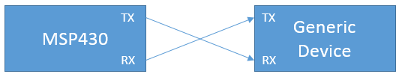 MSP430
TX
RX
TX
RX
Generic
Device